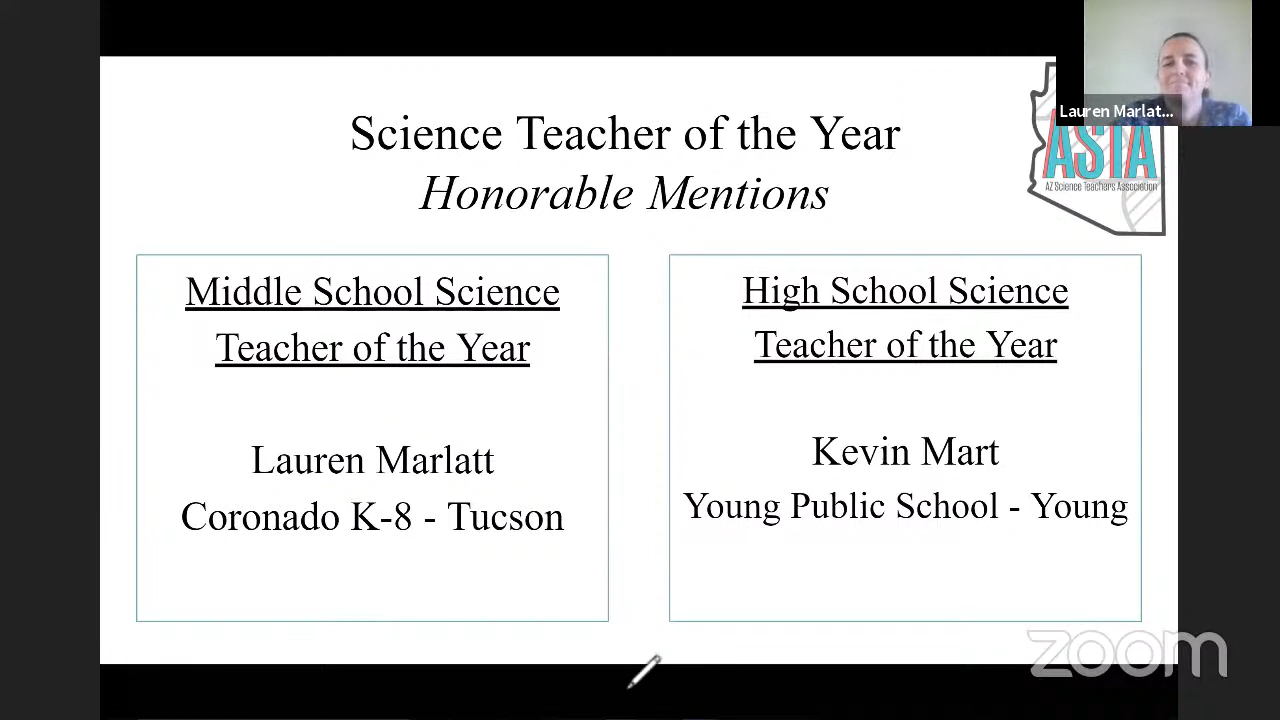 Lauren Marlat...
ASTA
AZ Science Teachers Association
Science Teacher of the Year
Honorable Mentions
Middle School Science
Teacher of the Year
Lauren Marlatt
Coronado K-8 - Tucson
High School Science
Teacher of the Year
Kevin Mart
Young Public School - Young
zoom